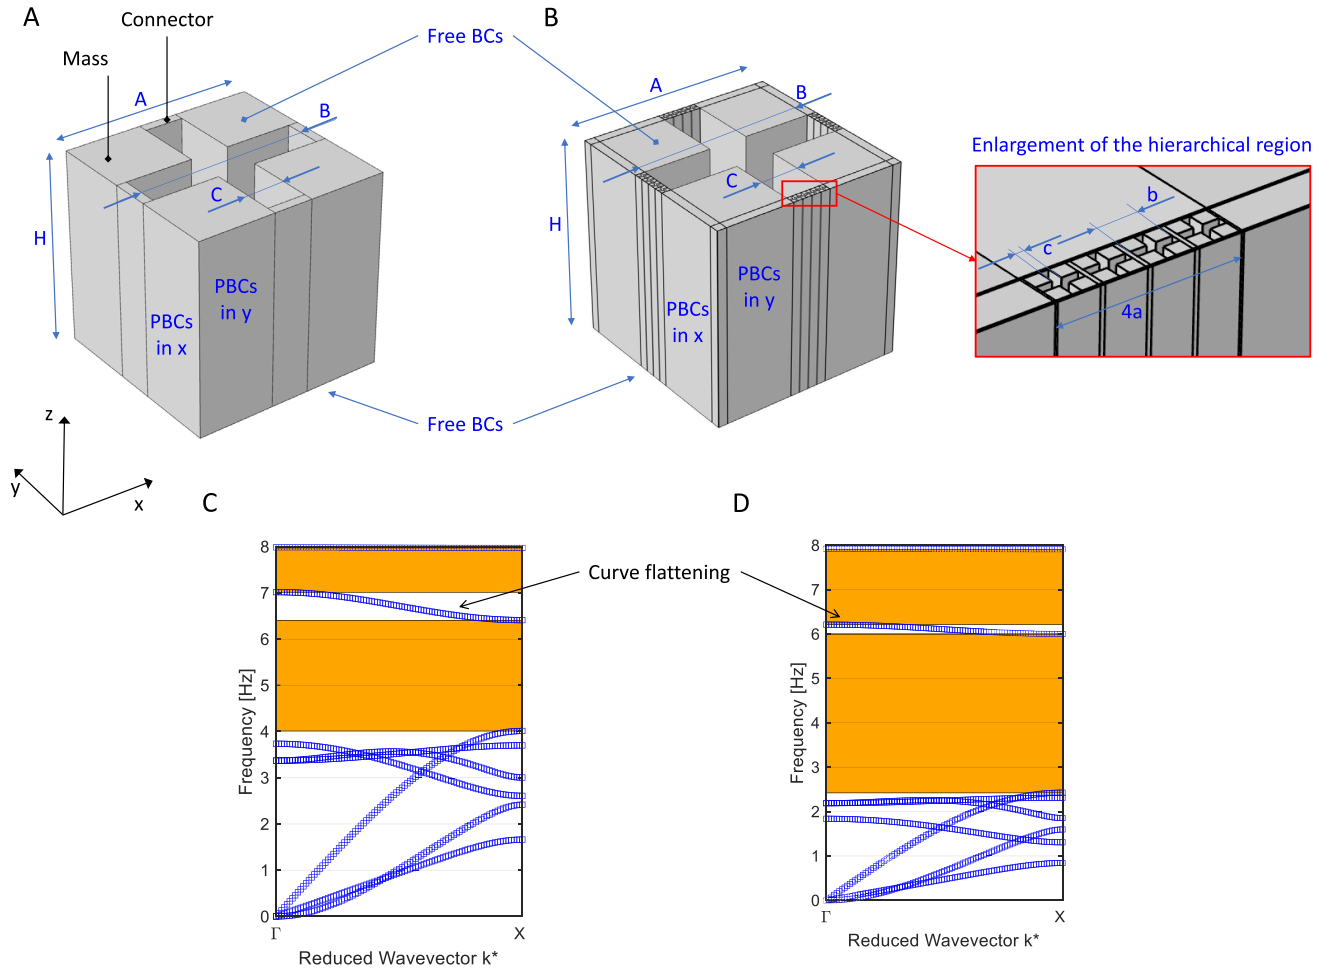 A
Connector
Mass
A
B
C
H
PBCs
in x
PBCs
in y
Free BCs
B
A
B
C
H
PBCs
in x
PBCs
in y
Free BCs
Enlargement of the hierarchical region
b
c
4a
z
y
x
C
8
7
6
5
4
3
2
1
0
Frequency [Hz]
Γ
X
Reduced Wavevector k*
Curve flattening
D
8
7
6
5
4
3
2
1
0
Frequency [Hz]
Γ
X
Reduced Wavevector k*